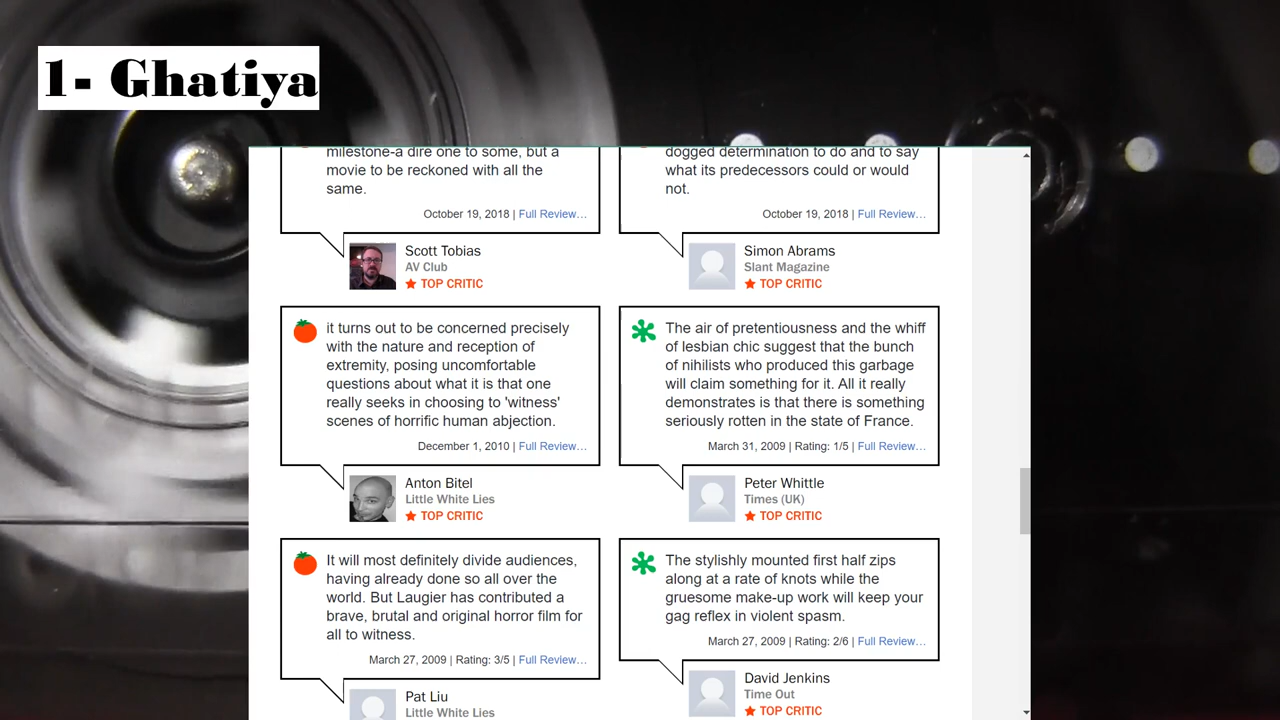 1- Ghatiya
milestone-a dire one to some, but a
movie to be reckoned with all the
same.
October 19, 2018 | Full Review…
Scott Tobias
AV Club
TOP CRITIC
dogged determination to do and to say
what its predecessors could or would
not.
October 19, 2018 | Full Review…
Simon Abrams
Slant Magazine
TOP CRITIC
it turns out to be concerned precisely
with the nature and reception of
extremity, posing uncomfortable
questions about what it is that one
really seeks in choosing to 'witness'
scenes of horrific human abjection.
December 1, 2010 | Full Review…
Anton Bitel
Little White Lies
TOP CRITIC
The air of pretentiousness and the whiff
of lesbian chic suggest that the bunch
of nihilists who produced this garbage
will claim something for it. All it really
demonstrates is that there is something
seriously rotten in the state of France.
March 31, 2009 | Rating: 1/5 | Full Review…
Peter Whittle
Times (UK)
TOP CRITIC
It will most definitely divide audiences,
having already done so all over the
world. But Laugier has contributed a
brave, brutal and original horror film for
all to witness.
March 27, 2009 | Rating: 3/5 | Full Review…
Pat Liu
Little White Lies
The stylishly mounted first half zips
along at a rate of knots while the
gruesome make-up work will keep your
gag reflex in violent spasm.
March 27, 2009 | Rating: 2/6 | Full Review…
David Jenkins
Time Out
TOP CRITIC